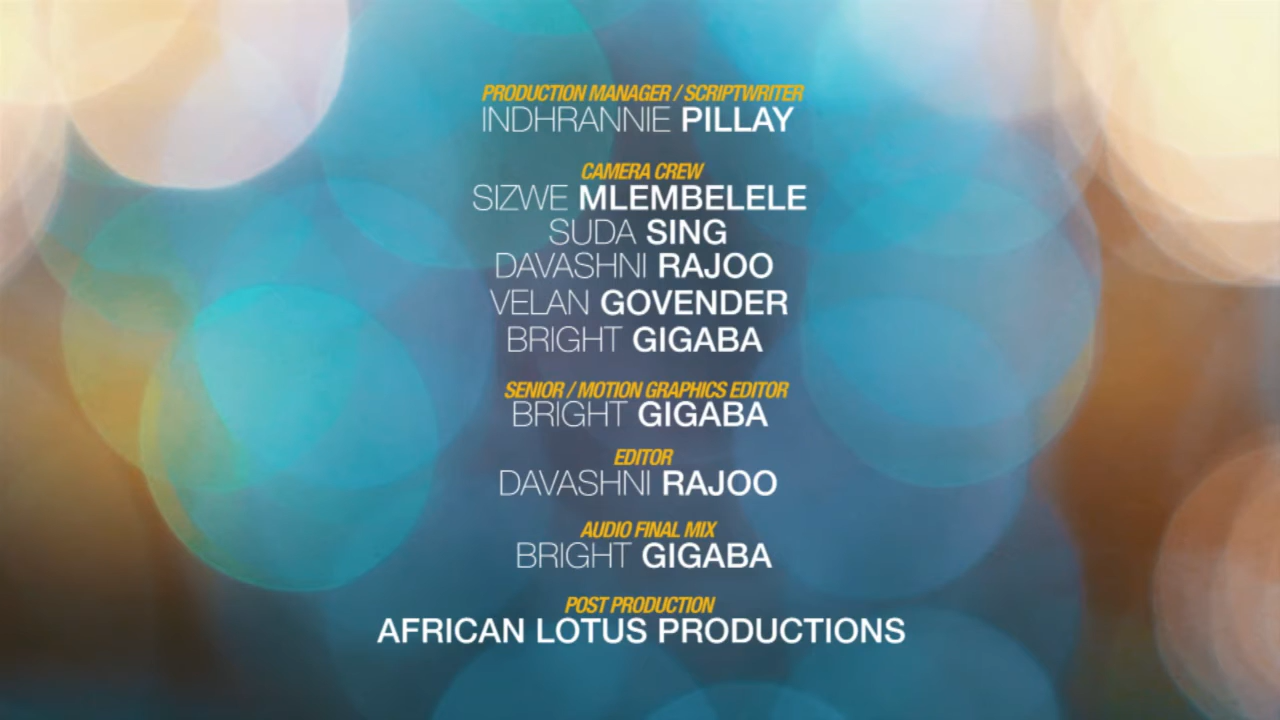 PRODUCTION MANAGER / SCRIPTWRITER
INDHRANNIE PILLAY
CAMERA CREW
SIZWE MLEMBELELE
SUDA SING
DAVASHNI RAJOO
VELAN GOVENDER
BRIGHT GIGABA
SENIOR / MOTION GRAPHICS EDITOR
BRIGHT GIGABA
EDITOR
DAVASHNI RAJOO
AUDIO FINAL MIX
BRIGHT GIGABA
POST PRODUCTION
AFRICAN LOTUS PRODUCTIONS